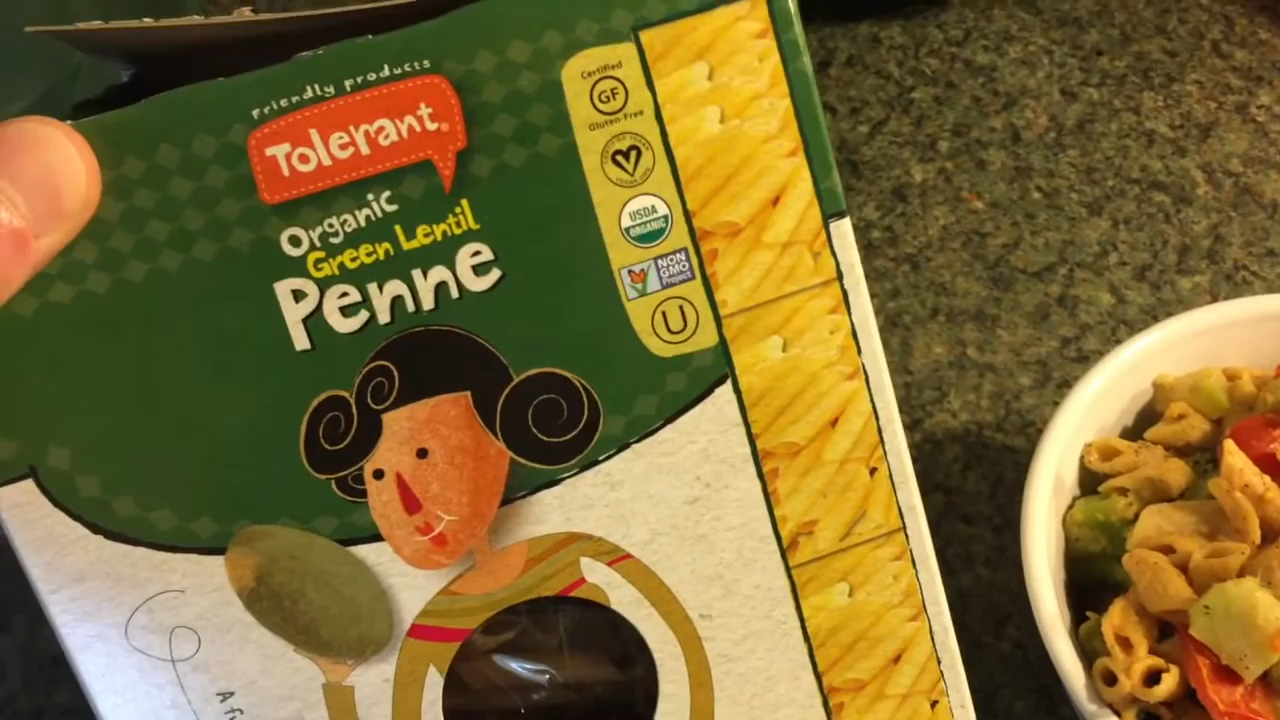 Friendly products
Tolerant®
Organic
Green Lentil
Penne
Certified
GF
Gluten-Free
USDA
ORGANIC
NON
GMO
Project
U